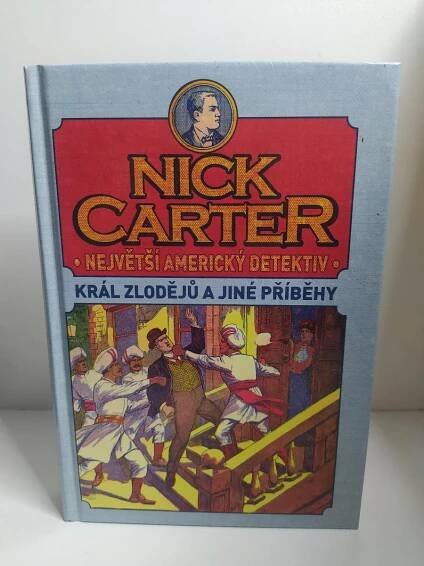 NICK
CARTER
• NEJVĚTŠÍ AMERICKÝ DETEKTIV •
KRÁL ZLODĚJŮ A JINÉ PŘÍBĚHY